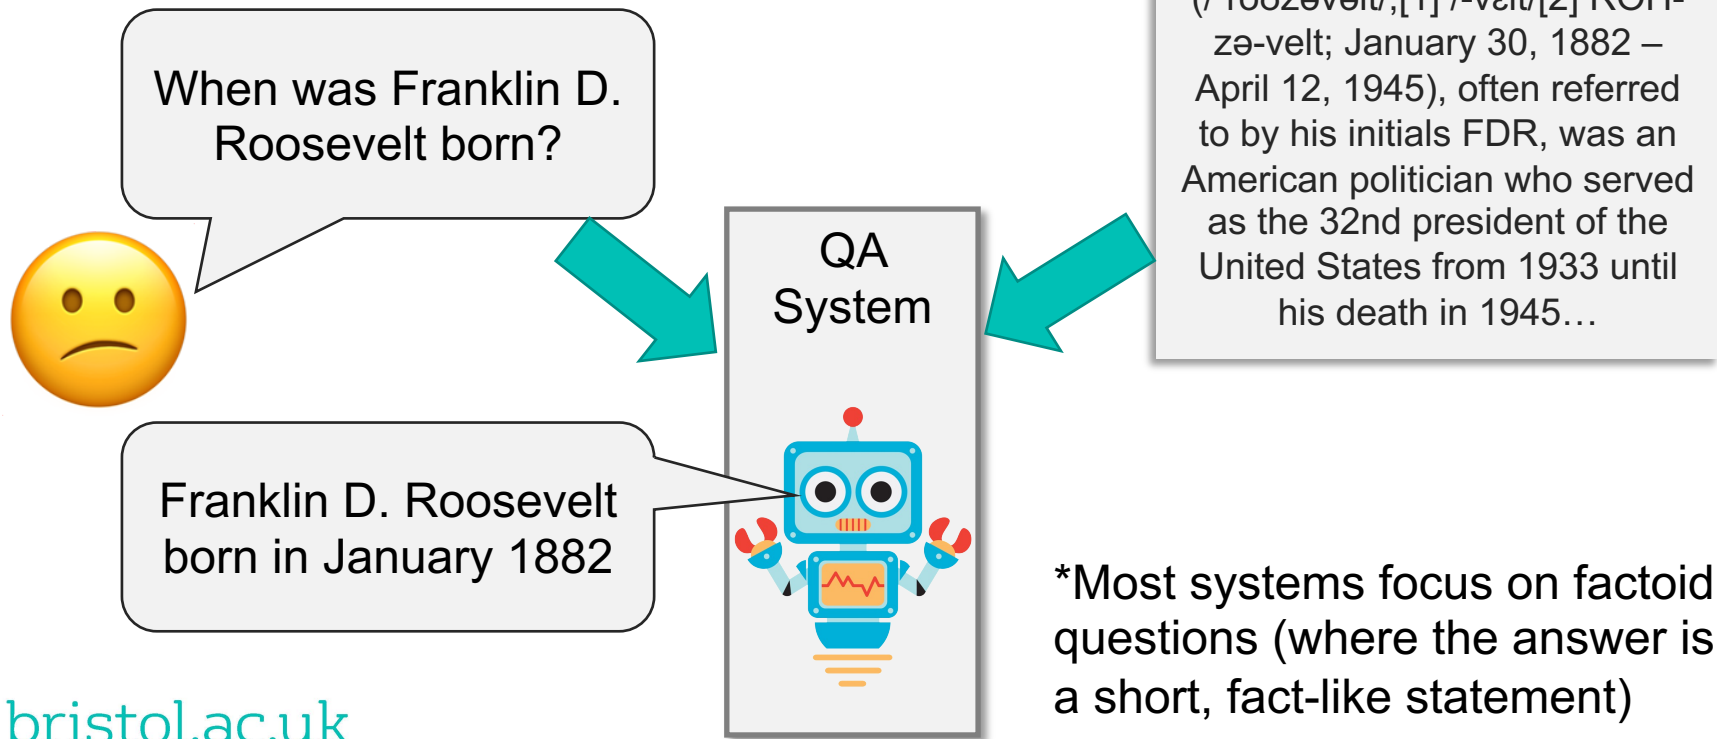 When was Franklin D.
Roosevelt born?
zə-velt; January 30, 1882 –
April 12, 1945), often referred
to by his initials FDR, was an
American politician who served
as the 32nd president of the
United States from 1933 until
his death in 1945…
QA
System
Franklin D. Roosevelt
born in January 1882
*Most systems focus on factoid
questions (where the answer is
a short, fact-like statement)
bristol.ac.uk